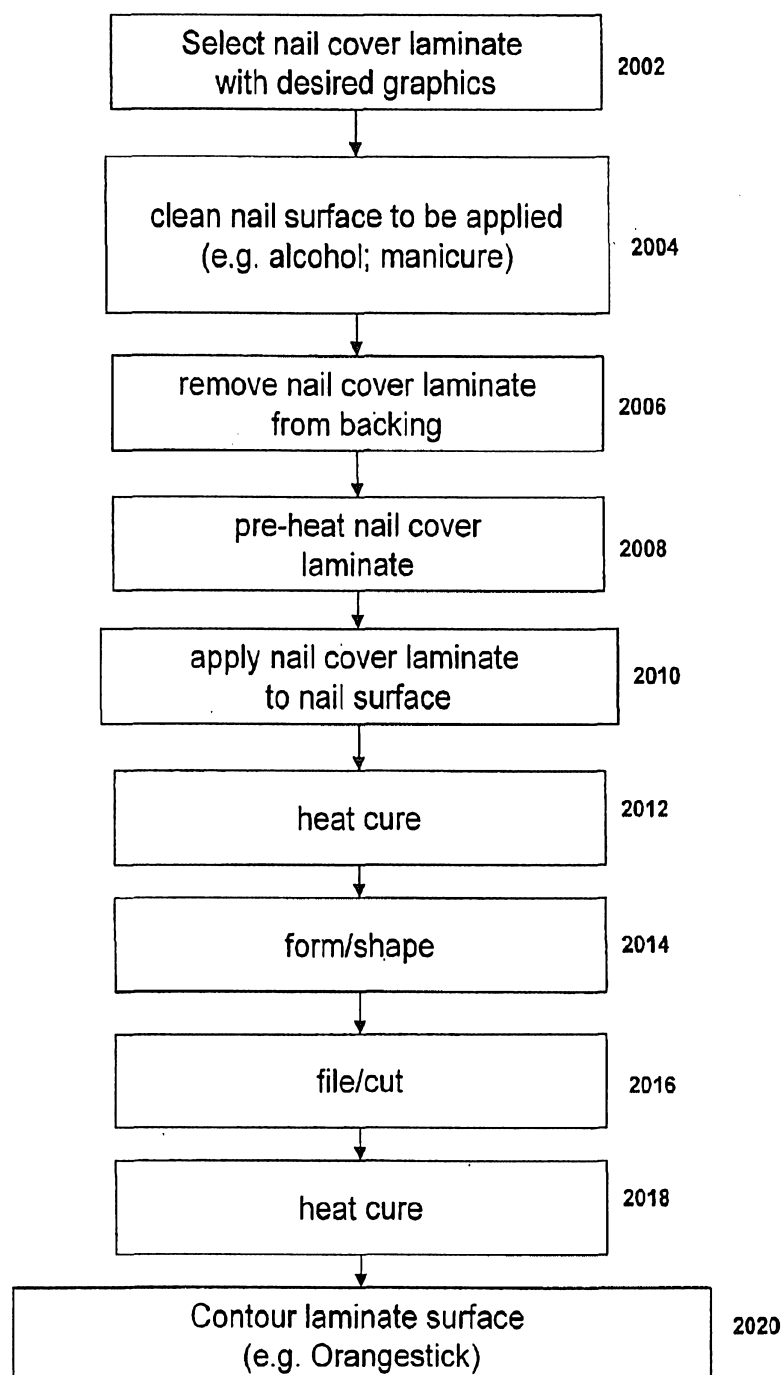 Select nail cover laminate
with desired graphics
2002
clean nail surface to be applied
(e.g. alcohol; manicure)
2004
remove nail cover laminate
from backing
2006
pre-heat nail cover
laminate
2008
apply nail cover laminate
to nail surface
2010
heat cure
2012
form/shape
2014
file/cut
2016
heat cure
2018
Contour laminate surface
(e.g. Orangestick)
2020